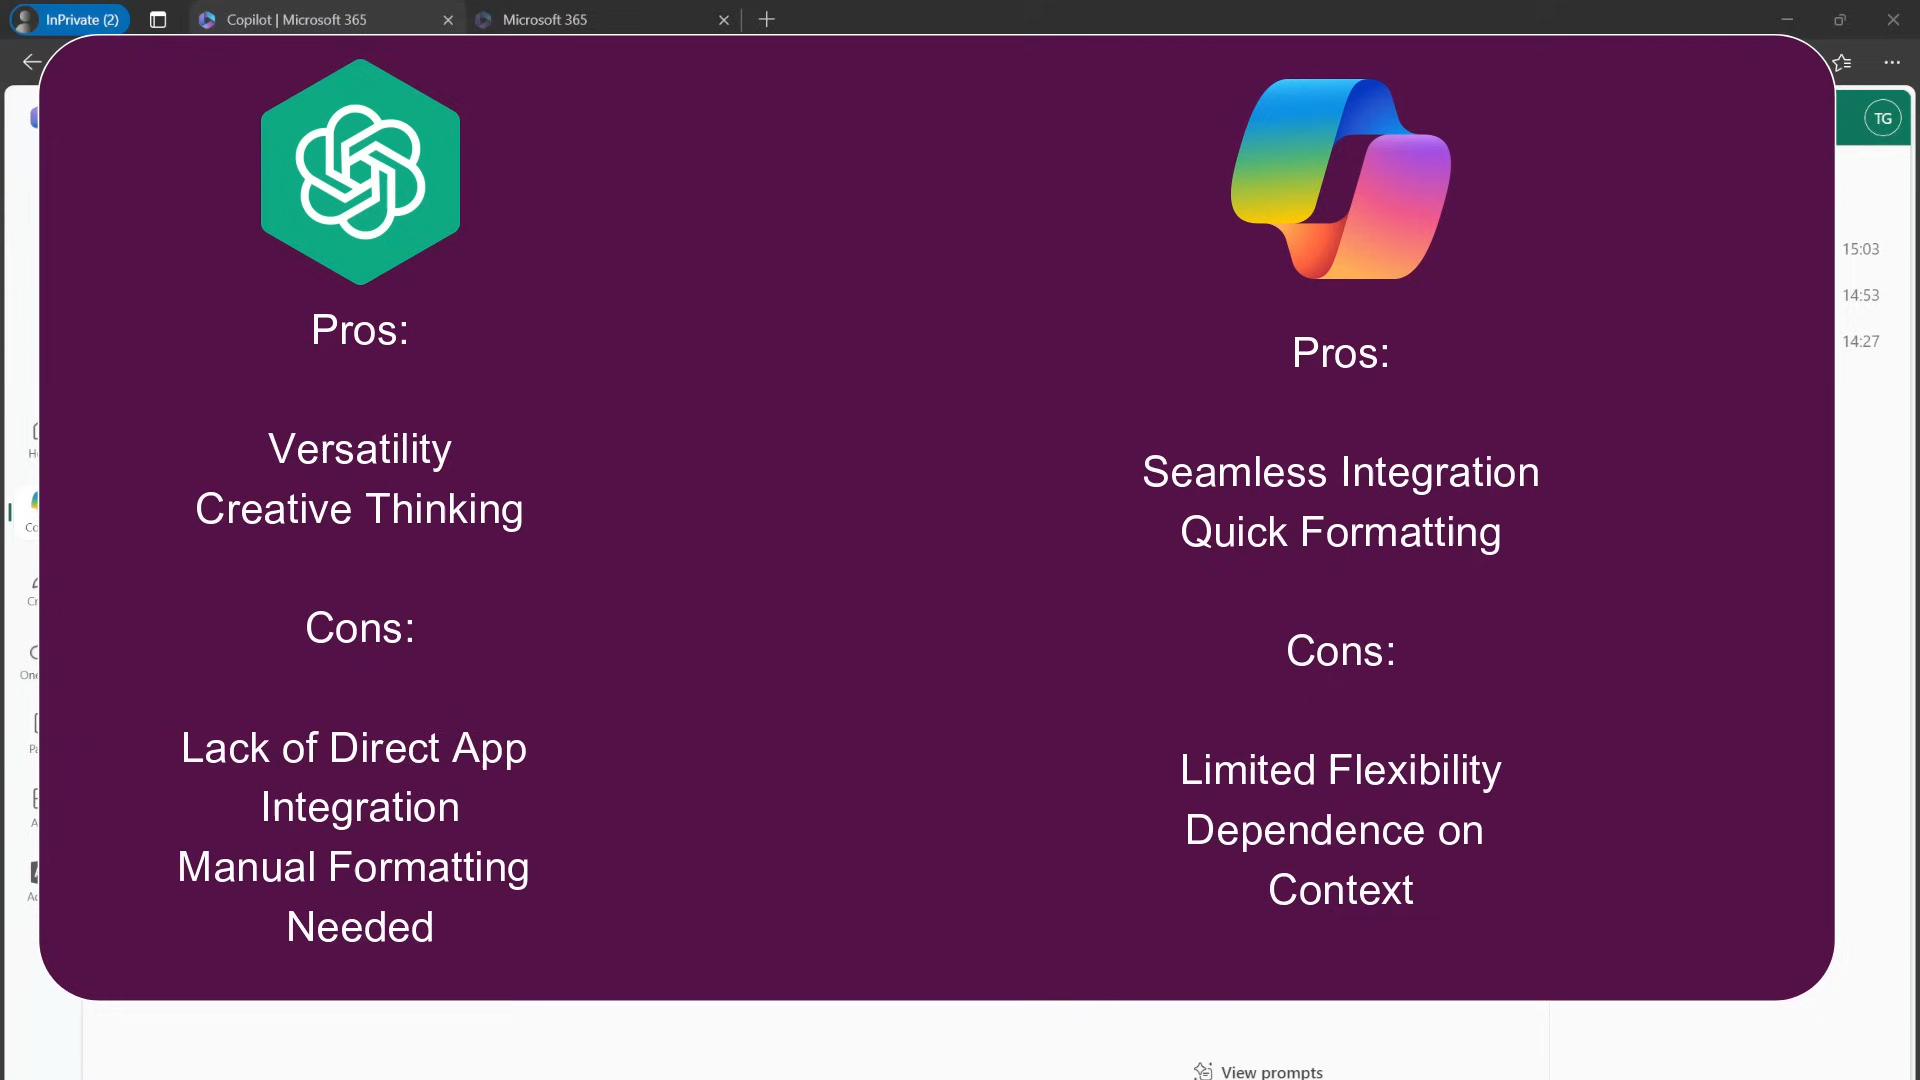 InPrivate (2)
Copilot | Microsoft 365
Microsoft 365
TG
Pros:
Versatility
Creative Thinking
Cons:
Lack of Direct App
Integration
Manual Formatting
Needed
Pros:
Seamless Integration
Quick Formatting
Cons:
Limited Flexibility
Dependence on
Context
15:03
14:53
14:27
View prompts